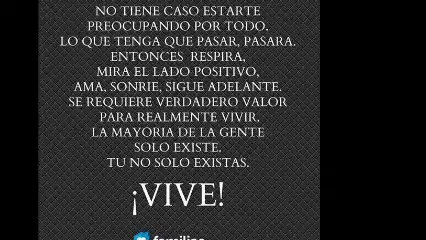 NO TIENE CASO ESTARTE
PREOCUPANDO POR TODO.
LO QUE TENGA QUE PASAR, PASARA.
ENTONCES RESPIRA,
MIRA EL LADO POSITIVO,
AMA, SONRIE, SIGUE ADELANTE.
SE REQUIERE VERDADERO VALOR
PARA REALMENTE VIVIR.
LA MAYORIA DE LA GENTE
SOLO EXISTE.
TU NO SOLO EXISTAS.
¡VIVE!